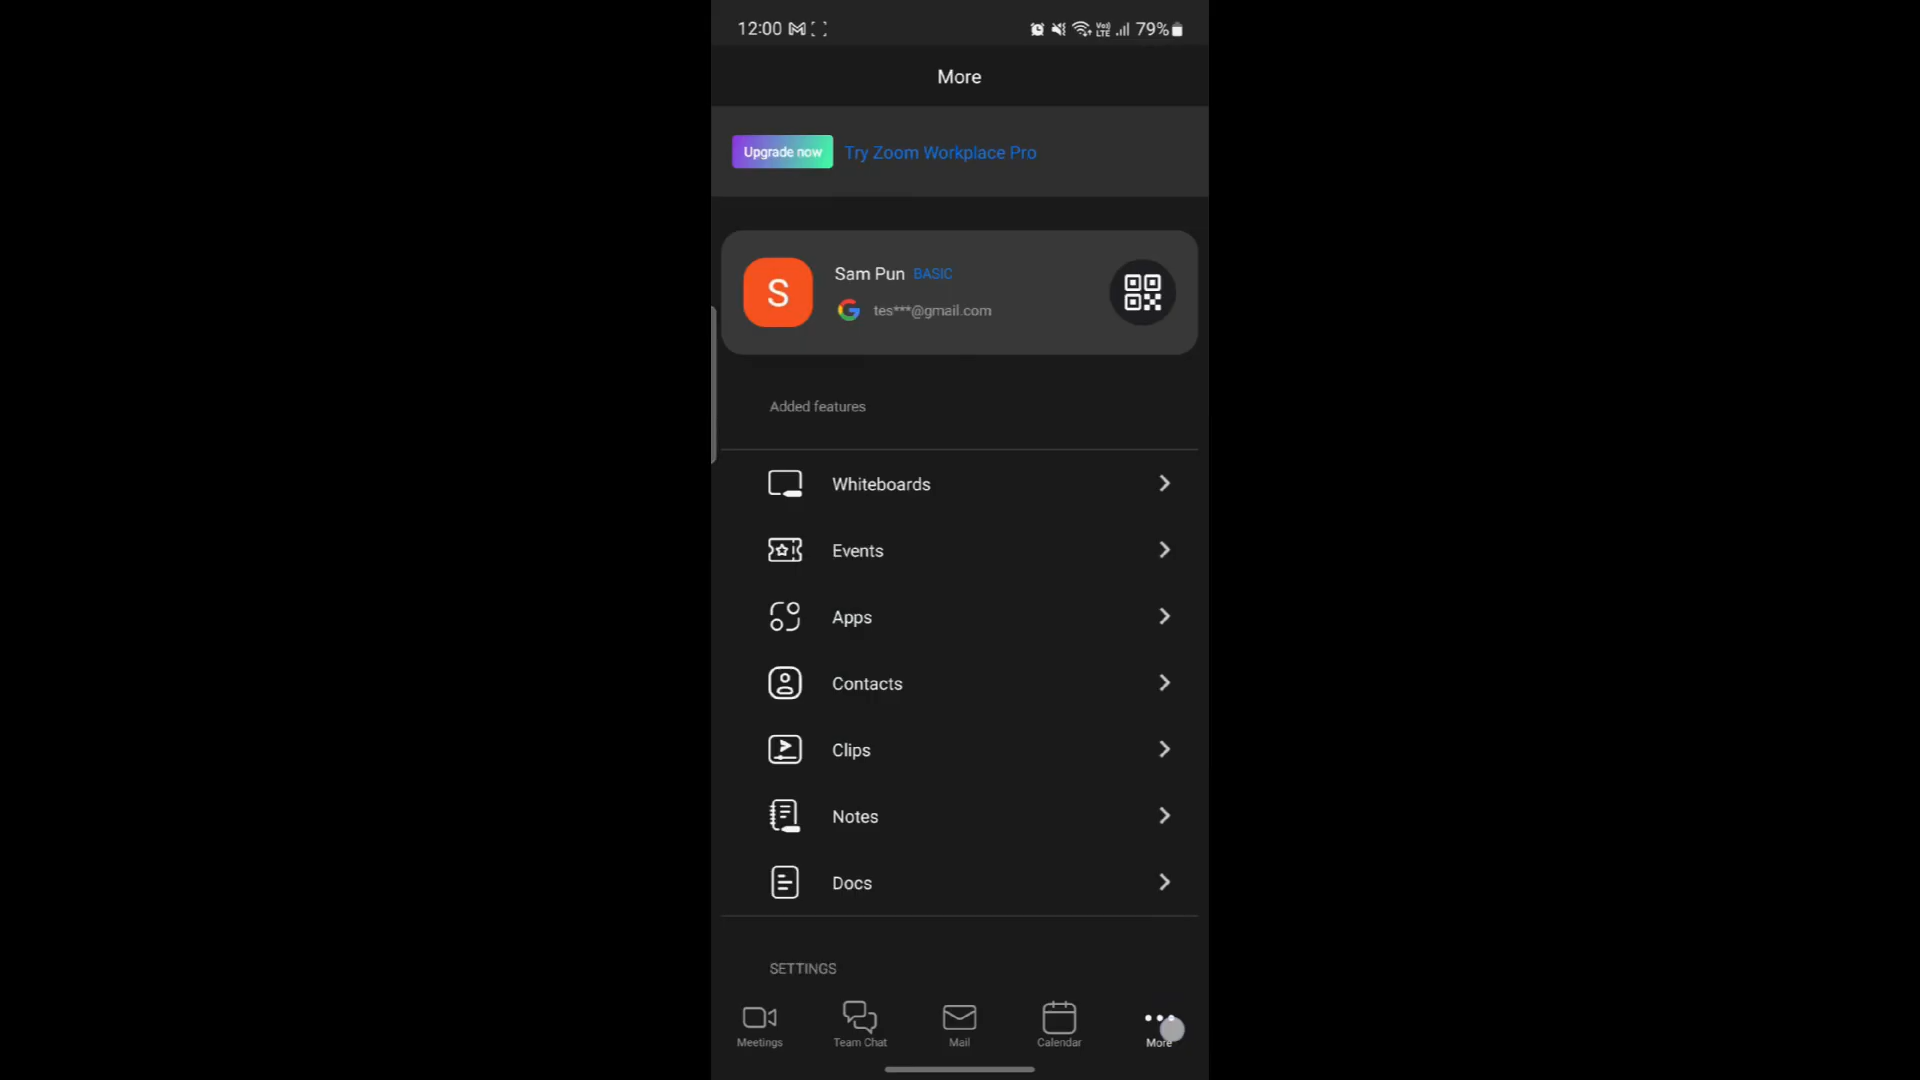 12:00 79%
More
Upgrade now Try Zoom Workplace Pro
S
Sam Pun BASIC
tes***@gmail.com
Added features
Whiteboards
Events
Apps
Contacts
Clips
Notes
Docs
SETTINGS
Meetings Team Chat Mail Calendar More